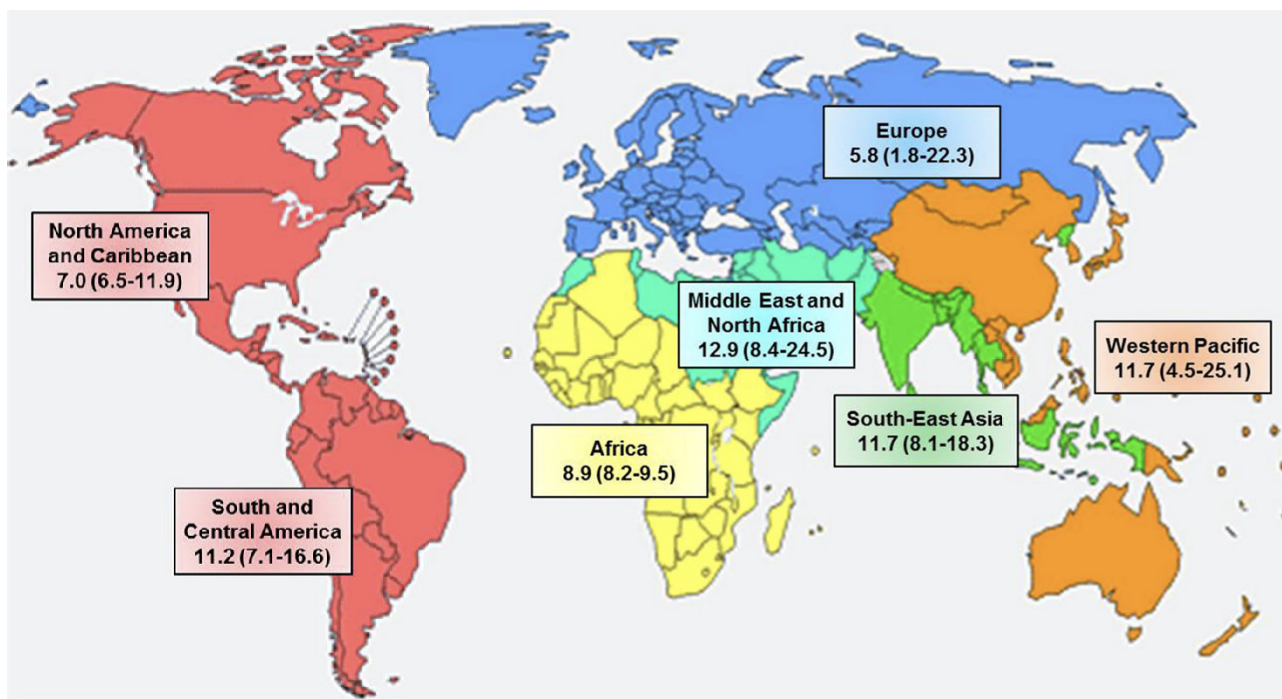 Europe
5.8 (1.8-22.3)
North America
and Caribbean
7.0 (6.5-11.9)
Middle East and
North Africa
12.9 (8.4-24.5)
Western Pacific
11.7 (4.5-25.1)
South-East Asia
11.7 (8.1-18.3)
Africa
8.9 (8.2-9.5)
South and
Central America
11.2 (7.1-16.6)